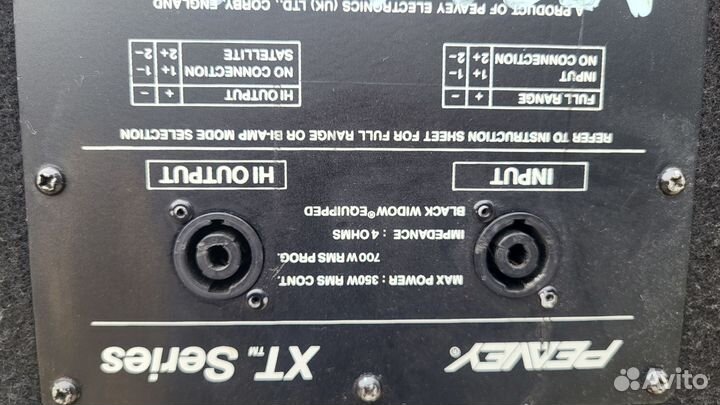 PEAVEY® XT™ Series
MAX POWER : 350W RMS CONT.
700 W RMS PROG.
IMPEDANCE : 4 OHMS
BLACK WIDOW® EQUIPPED
INPUT
HI OUTPUT
REFER TO INSTRUCTION SHEET FOR FULL RANGE OR BI-AMP MODE SELECTION
FULL RANGE + −
INPUT 1+ 1−
NO CONNECTION 2+ 2−
HI OUTPUT + −
NO CONNECTION 1+ 1−
SATELLITE 2+ 2−
A PRODUCT OF PEAVEY ELECTRONICS (UK) LTD., CORBY, ENGLAND
Avito